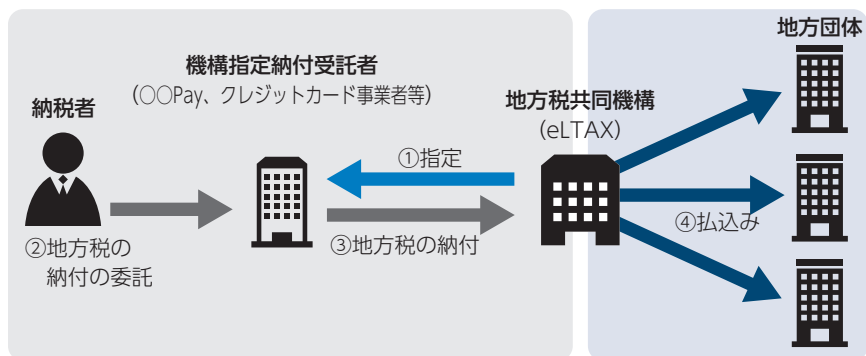 地方団体
機構指定納付受託者
（○○Pay、クレジットカード事業者等）
納税者
地方税共同機構
（eLTAX）
①指定
②地方税の
納付の委託
③地方税の納付
④払込み